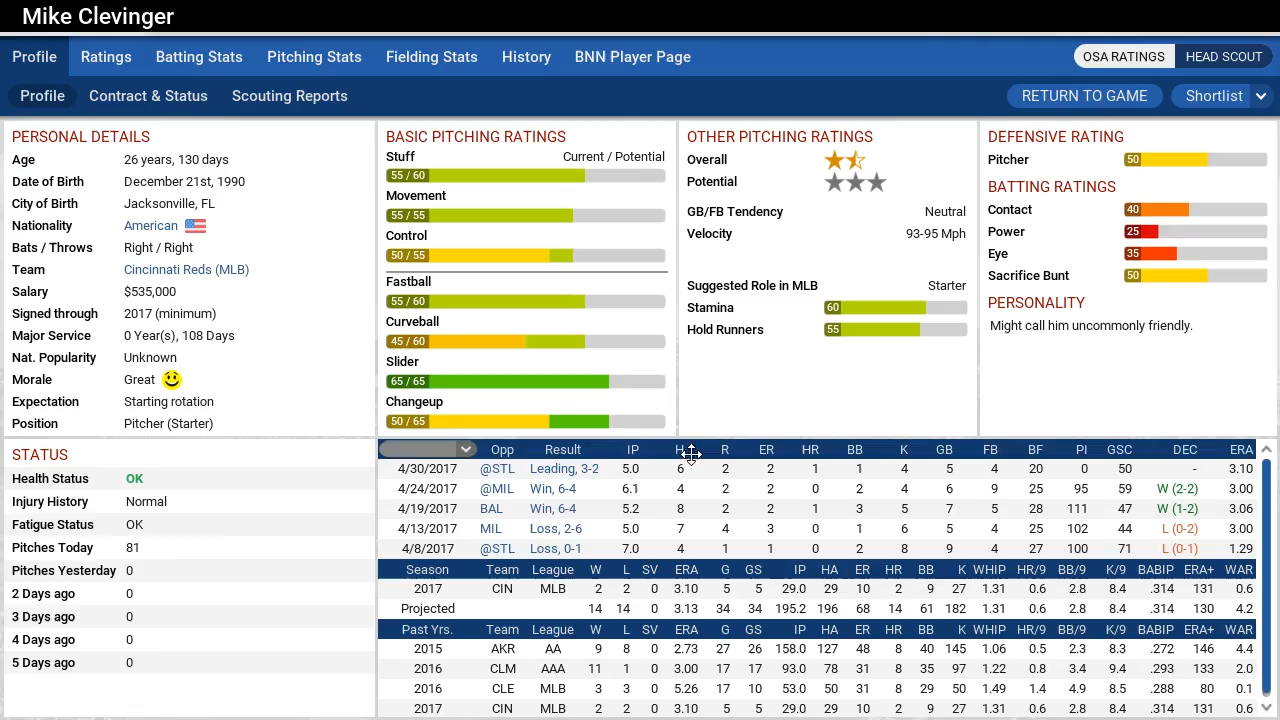 Mike Clevinger
Profile Ratings Batting Stats Pitching Stats Fielding Stats History BNN Player Page OSA RATINGS HEAD SCOUT
Profile Contract & Status Scouting Reports RETURN TO GAME Shortlist
PERSONAL DETAILS
Age 26 years, 130 days
Date of Birth December 21st, 1990
City of Birth Jacksonville, FL
Nationality American
Bats / Throws Right / Right
Team Cincinnati Reds (MLB)
Salary $535,000
Signed through 2017 (minimum)
Major Service 0 Year(s), 108 Days
Nat. Popularity Unknown
Morale Great
Expectation Starting rotation
Position Pitcher (Starter)
BASIC PITCHING RATINGS
Stuff Current / Potential
55 / 60
Movement
55 / 55
Control
50 / 55
Fastball
55 / 60
Curveball
45 / 60
Slider
65 / 65
Changeup
50 / 65
OTHER PITCHING RATINGS
Overall
Potential
GB/FB Tendency Neutral
Velocity 93-95 Mph
Suggested Role in MLB Starter
Stamina 60
Hold Runners 55
DEFENSIVE RATING
Pitcher 50
BATTING RATINGS
Contact 40
Power 25
Eye 35
Sacrifice Bunt 50
PERSONALITY
Might call him uncommonly friendly.
STATUS
Health Status OK
Injury History Normal
Fatigue Status OK
Pitches Today 81
Pitches Yesterday 0
2 Days ago 0
3 Days ago 0
4 Days ago 0
5 Days ago 0
Opp Result IP R ER HR BB K GB FB BF PI GSC DEC ERA
4/30/2017 @STL Leading, 3-2 5.0 6 2 2 1 1 4 5 4 20 0 50 - 3.10
4/24/2017 @MIL Win, 6-4 6.1 4 2 2 0 2 4 6 9 25 95 59 W (2-2) 3.00
4/19/2017 BAL Win, 6-4 5.2 8 2 2 1 3 5 7 5 28 111 47 W (1-2) 3.06
4/13/2017 MIL Loss, 2-6 5.0 7 4 3 0 1 6 5 4 25 102 44 L (0-2) 3.00
4/8/2017 @STL Loss, 0-1 7.0 4 1 1 0 2 8 9 4 27 100 71 L (0-1) 1.29
Season Team League W L SV ERA G GS IP HA ER HR BB K WHIP HR/9 BB/9 K/9 BABIP ERA+ WAR
2017 CIN MLB 2 2 0 3.10 5 5 29.0 29 10 2 9 27 1.31 0.6 2.8 8.4 .314 131 0.6
Projected 14 14 0 3.13 34 34 195.2 196 68 14 61 182 1.31 0.6 2.8 8.4 .314 130 4.2
Past Yrs. Team League W L SV ERA G GS IP HA ER HR BB K WHIP HR/9 BB/9 K/9 BABIP ERA+ WAR
2015 AKR AA 9 8 0 2.73 27 26 158.0 127 48 8 40 145 1.06 0.5 2.3 8.3 .272 146 4.4
2016 CLM AAA 11 1 0 3.00 17 17 93.0 78 31 8 35 97 1.22 0.8 3.4 9.4 .293 133 2.0
2016 CLE MLB 3 3 0 5.26 17 10 53.0 50 31 8 29 50 1.49 1.4 4.9 8.5 .288 80 0.1
2017 CIN MLB 2 2 0 3.10 5 5 29.0 29 10 2 9 27 1.31 0.6 2.8 8.4 .314 131 0.6